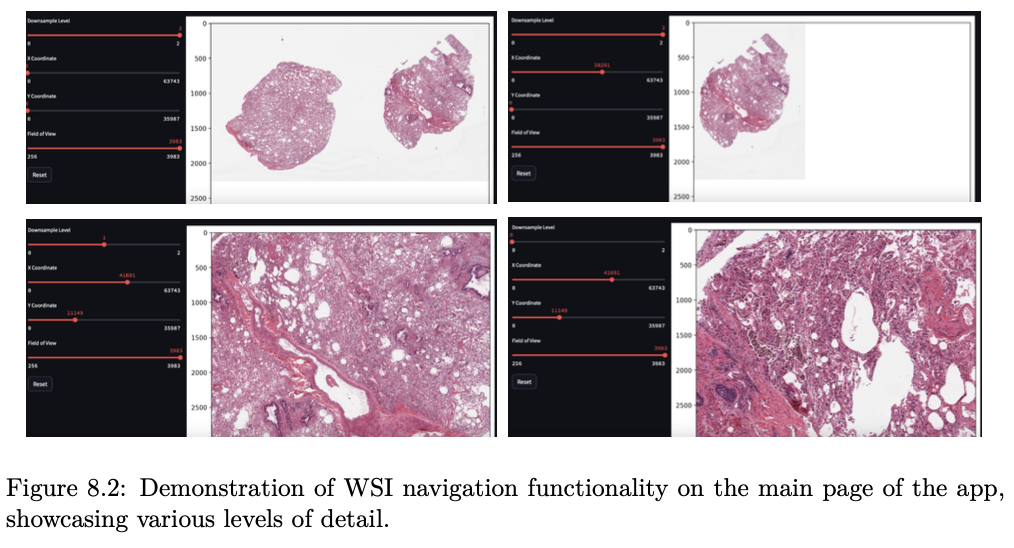 Downsample Level
2
0 2
X Coordinate
0
0 63743
Y Coordinate
0
0 35987
Field of View
3983
256 3983
Reset
0
500
1000
1500
2000
2500
Downsample Level
2
0 2
X Coordinate
0 63743
Y Coordinate
0
0 35987
Field of View
3983
256 3983
Reset
0
500
1000
1500
2000
2500
Downsample Level
1
0 2
X Coordinate
41601
0 63743
Y Coordinate
11149
0 35987
Field of View
3983
256 3983
Reset
0
500
1000
1500
2000
2500
Downsample Level
0
0 2
X Coordinate
41601
0 63743
Y Coordinate
11149
0 35987
Field of View
3983
256 3983
Reset
0
500
1000
1500
2000
2500
Figure 8.2: Demonstration of WSI navigation functionality on the main page of the app,
showcasing various levels of detail.